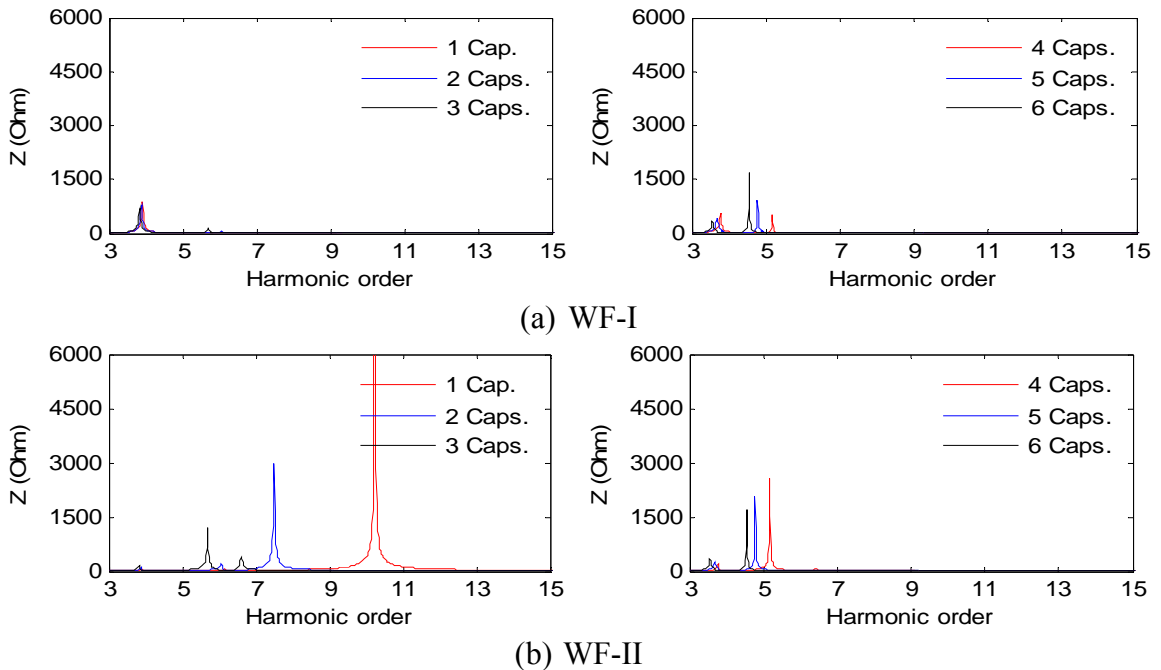 6000
4500
3000
1500
0
Z (Ohm)
1 Cap.
2 Caps.
3 Caps.
3 5 7 9 11 13 15
Harmonic order
6000
4500
3000
1500
0
Z (Ohm)
4 Caps.
5 Caps.
6 Caps.
3 5 7 9 11 13 15
Harmonic order
(a) WF-I
6000
4500
3000
1500
0
Z (Ohm)
1 Cap.
2 Caps.
3 Caps.
3 5 7 9 11 13 15
Harmonic order
6000
4500
3000
1500
0
Z (Ohm)
4 Caps.
5 Caps.
6 Caps.
3 5 7 9 11 13 15
Harmonic order
(b) WF-II